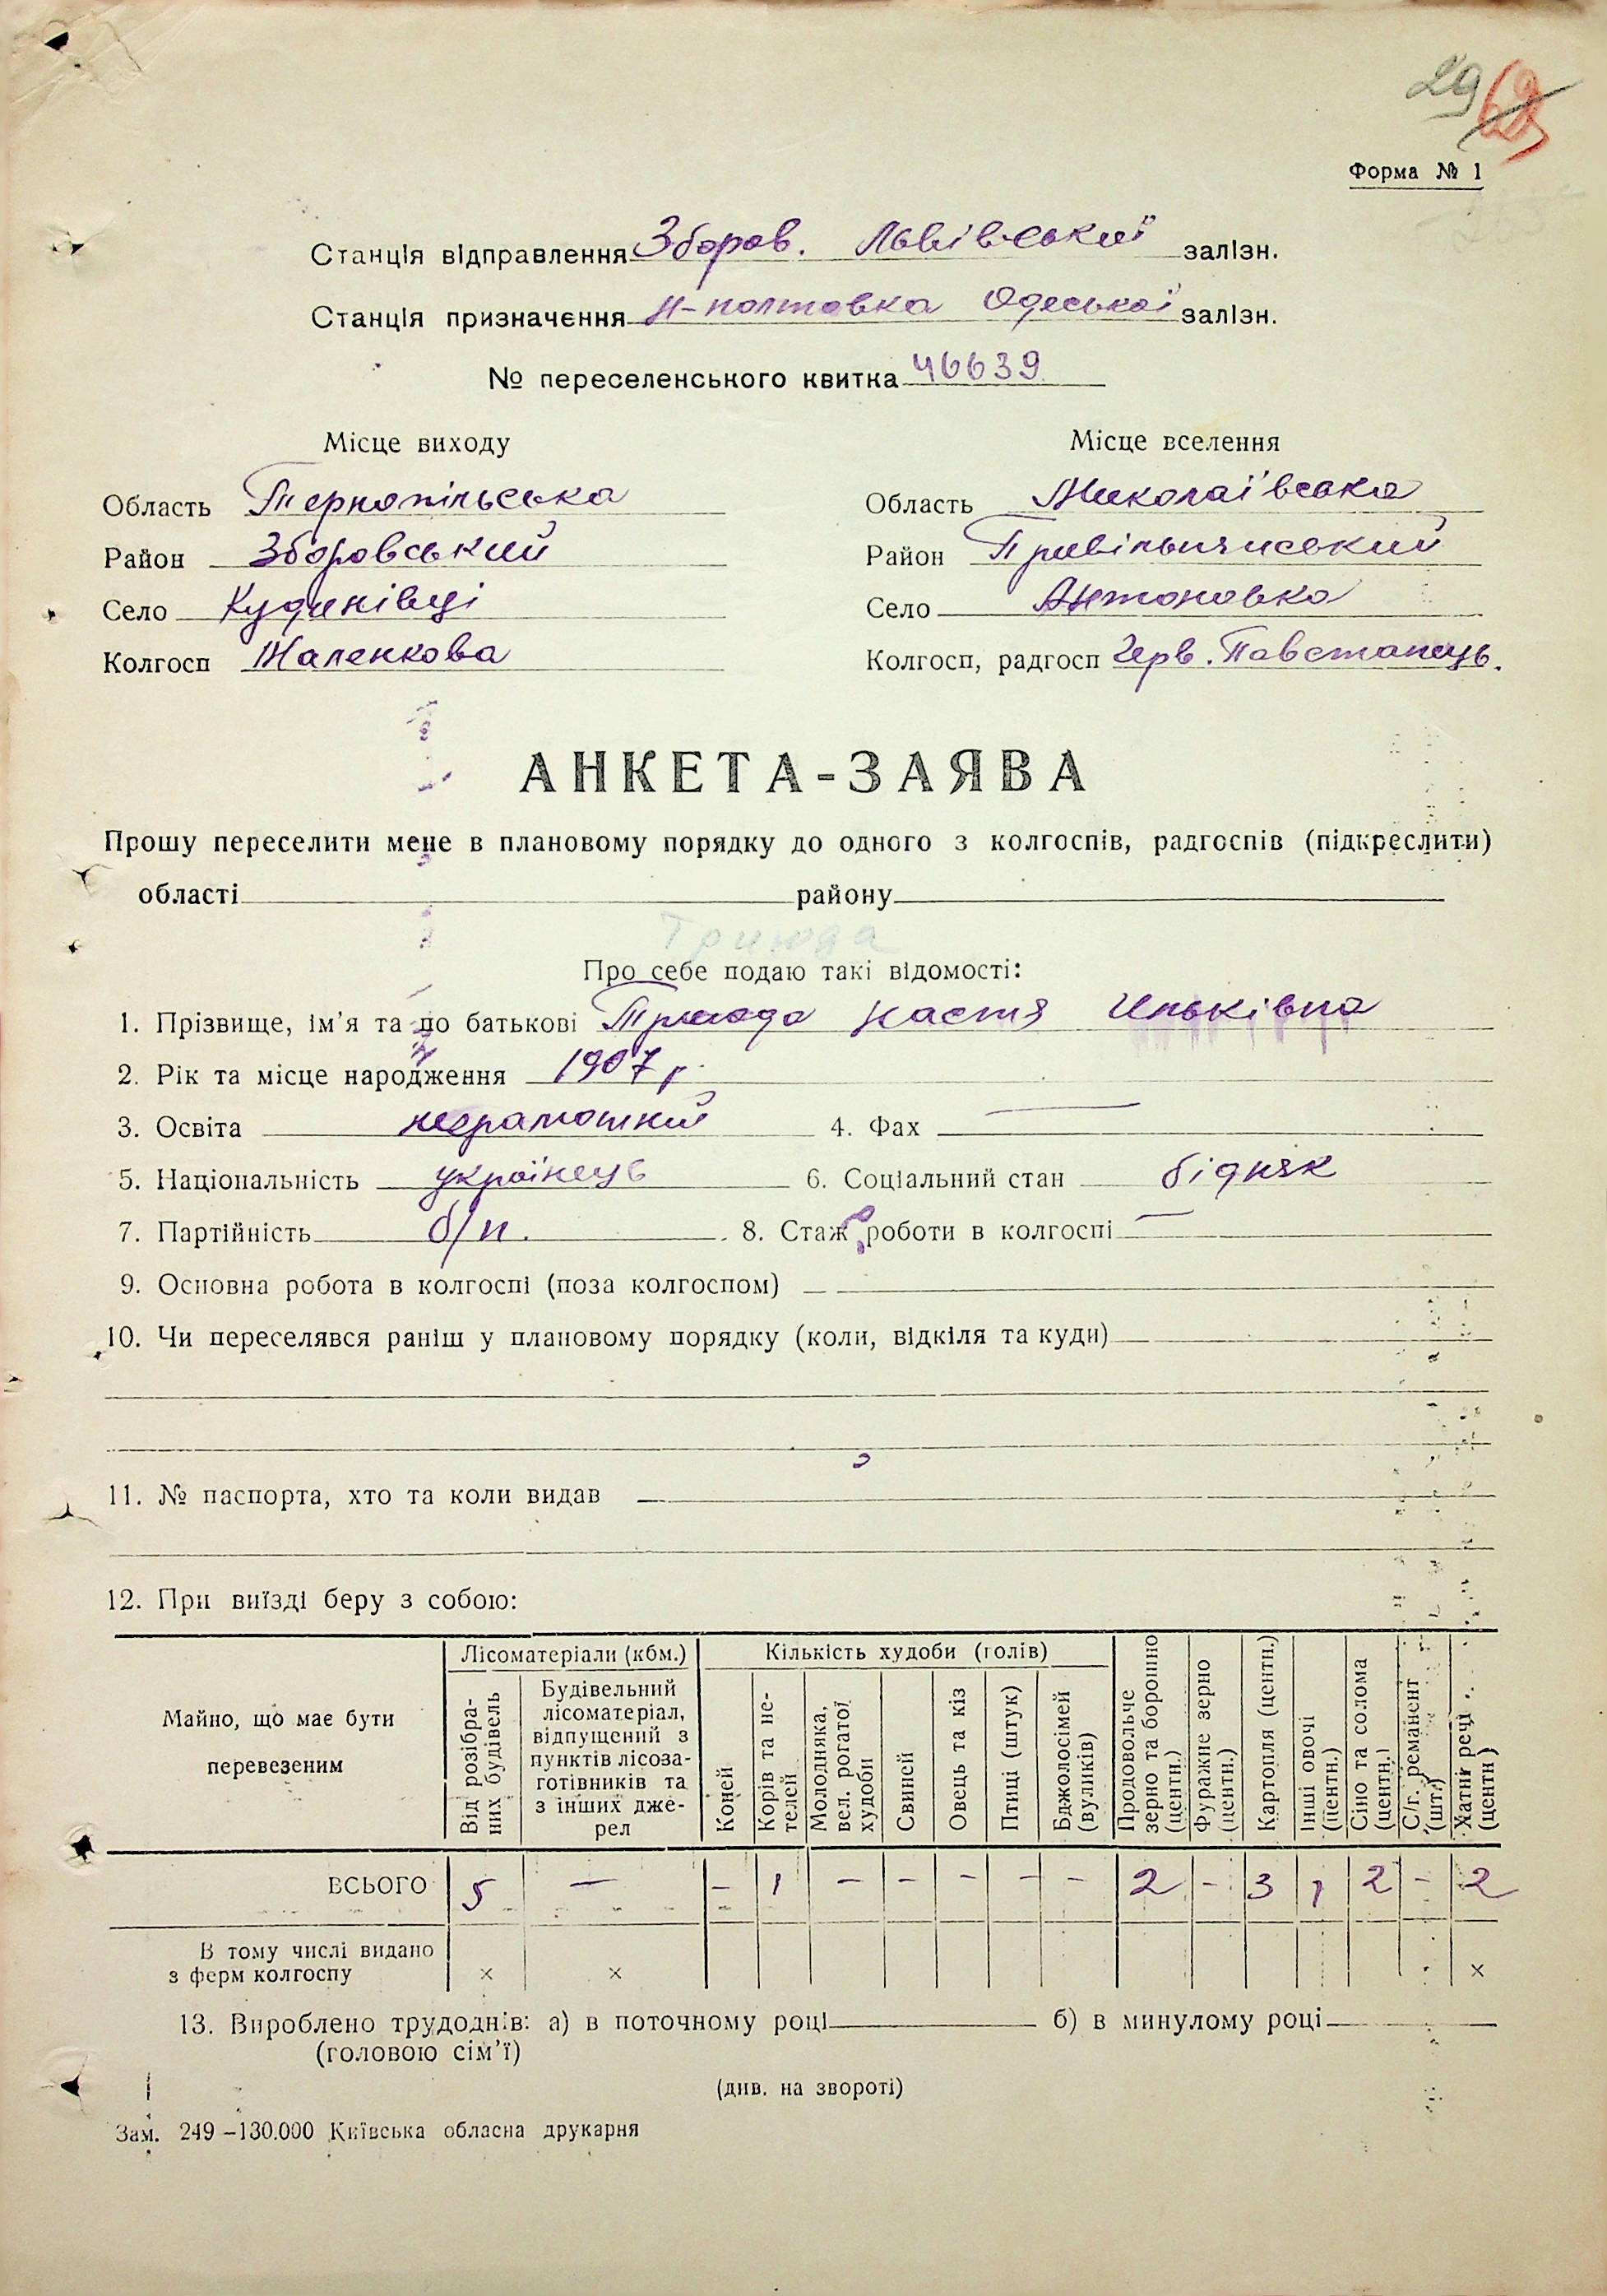 29 69
Форма № 1
Станція відправлення Зборов. Львівської залізн.
Станція призначення Н-полтавка Одеської залізн.
№ переселенського квитка 46639
Місце виходу Місце вселення
Область Тернопільська Область Миколаївська
Район Зборовський Район Привільнянський
Село Кудинівці Село Антоновка
Колгосп Маленкова Колгосп, радгосп Черв. Повстанець.
АНКЕТА-ЗАЯВА
Прошу переселити мене в плановому порядку до одного з колгоспів, радгоспів (підкреслити)
області району
Триюда
Про себе подаю такі відомості:
1. Прізвище, ім'я та по батькові Триюда Настя Ильківна
2. Рік та місце народження 1907 р.
3. Освіта неграмотний 4. Фах —
5. Національність українець 6. Соціальний стан бідняк
7. Партійність б/п. 8. Стаж роботи в колгоспі —
9. Основна робота в колгоспі (поза колгоспом)
10. Чи переселявся раніш у плановому порядку (коли, відкіля та куди)
11. № паспорта, хто та коли видав
12. При виїзді беру з собою:
Майно, що має бути перевезеним
Лісоматеріали (кбм.) Кількість худоби (голів)
Від розібраних будівель
Будівельний лісоматеріал, відпущений з пунктів лісозаготівників та з інших джерел
Коней
Корів та нетелей
Молодняка, вел. рогатої худоби
Свиней
Овець та кіз
Птиці (штук)
Бджолосімей (вуликів)
Продовольче зерно та борошно (центн.)
Фуражне зерно (центн.)
Картопля (центн.)
Інші овочі (центн.)
Сіно та солома (центн.)
С/г. реманент (шт.)
Хатні речі (центн)
ВСЬОГО 5 — – 1 – – – – – 2 – 3 1 2 – 2
В тому числі видано
з ферм колгоспу × × ×
13. Вироблено трудоднів: а) в поточному році б) в минулому році
(головою сім'ї)
(див. на звороті)
Зам. 249–130.000 Київська обласна друкарня